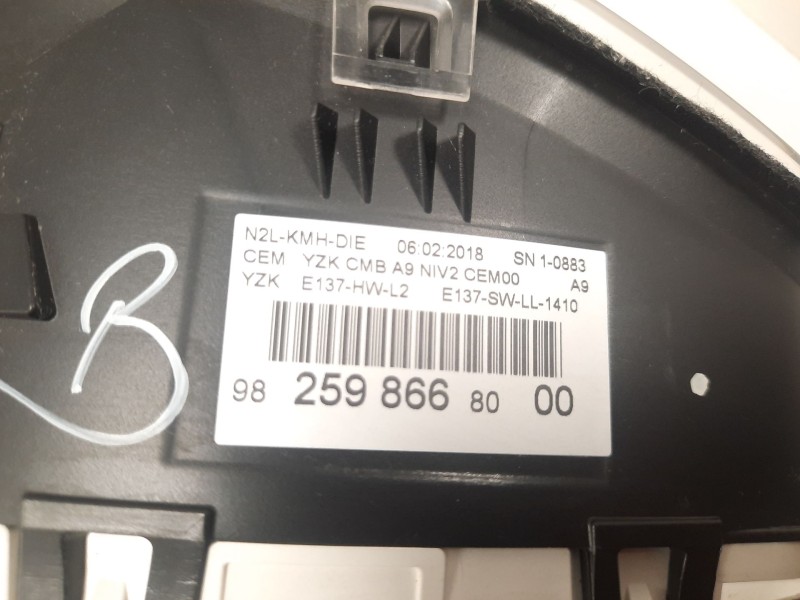 N2L-KMH-DIE 06:02:2018 SN 1-0883
CEM YZK CMB A9 NIV2 CEM00 A9
YZK E137-HW-L2 E137-SW-LL-1410
98 259 866 80 00
B